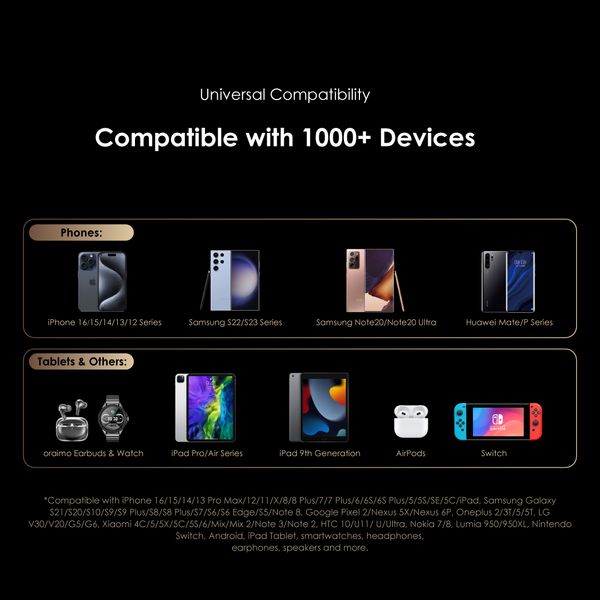 Universal Compatibility
Compatible with 1000+ Devices
Phones:
iPhone 16/15/14/13/12 Series
Samsung S22/S23 Series
Samsung Note20/Note20 Ultra
Huawei Mate/P Series
Tablets & Others:
oraimo Earbuds & Watch
iPad Pro/Air Series
iPad 9th Generation
AirPods
Switch
*Compatible with iPhone 16/15/14/13 Pro Max/12/11/X/8/8 Plus/7/7 Plus/6/6S/6S Plus/5/5S/SE/5C/iPad, Samsung Galaxy
S21/S20/S10/S9/S9 Plus/S8/S8 Plus/S7/S6/S6 Edge/S5/Note 8, Google Pixel 2/Nexus 5X/Nexus 6P, Oneplus 2/3T/5/5T, LG
V30/V20/G5/G6, Xiaomi 4C/5/5X/5C/5S/6/Mix/Mix 2/Note 3/Note 2, HTC 10/U11/ U/Ultra, Nokia 7/8, Lumia 950/950XL, Nintendo
Switch, Android, iPad Tablet, smartwatches, headphones,
earphones, speakers and more.